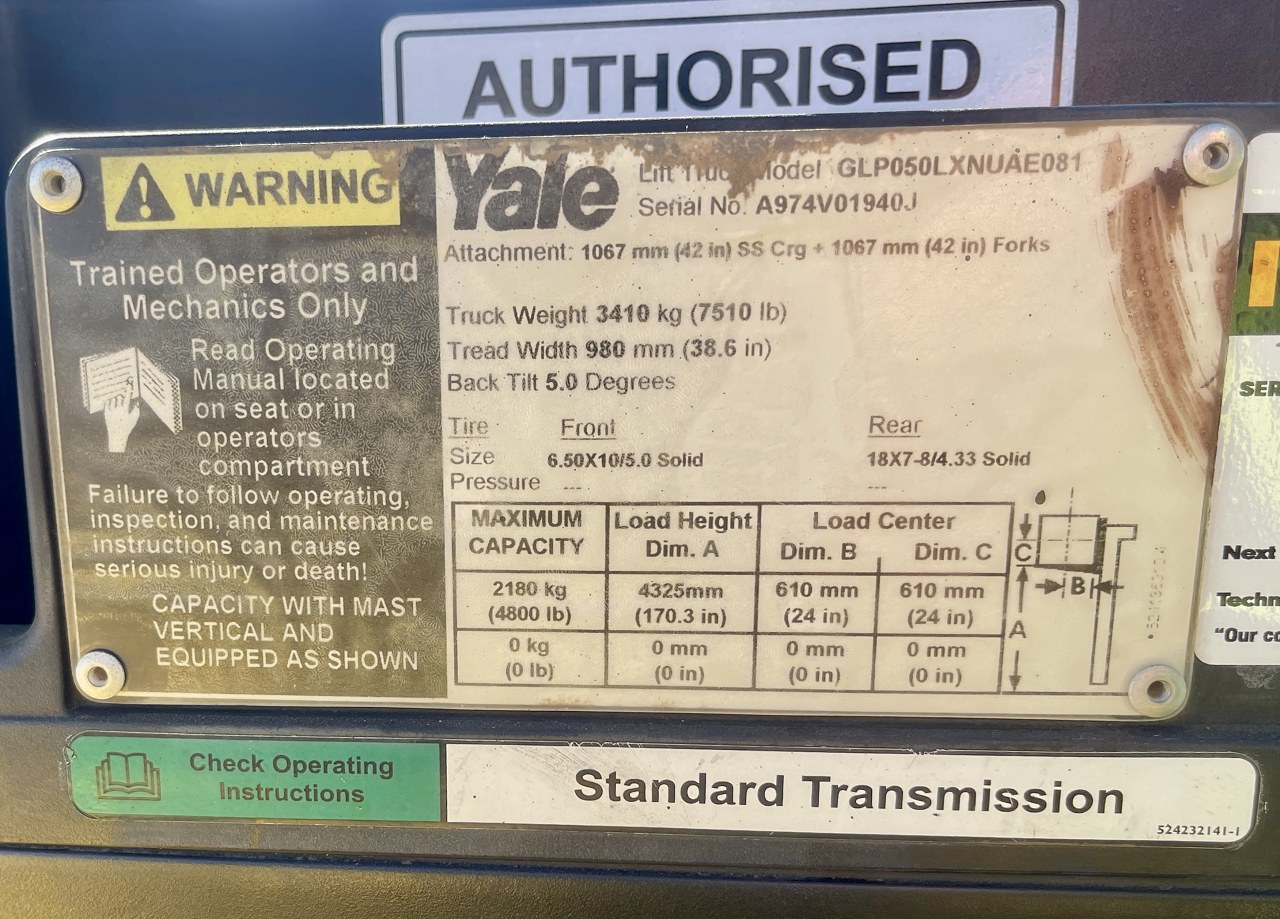 AUTHORISED
WARNING
Trained Operators and
Mechanics Only
Read Operating
Manual located
on seat or in
operators
compartment
Failure to follow operating,
inspection, and maintenance
instructions can cause
serious injury or death!
CAPACITY WITH MAST
VERTICAL AND
EQUIPPED AS SHOWN
Yale
Lift Truck Model GLP050LXNUAE081
Serial No. A974V01940J
Attachment: 1067 mm (42 in) SS Crg + 1067 mm (42 in) Forks
Truck Weight 3410 kg (7510 lb)
Tread Width 980 mm (38.6 in)
Back Tilt 5.0 Degrees
Tire Front Rear
Size 6.50X10/5.0 Solid 18X7-8/4.33 Solid
Pressure --- ---
MAXIMUM Load Height Load Center
CAPACITY Dim. A Dim. B Dim. C
2180 kg 4325mm 610 mm 610 mm
(4800 lb) (170.3 in) (24 in) (24 in)
0 kg 0 mm 0 mm 0 mm
(0 lb) (0 in) (0 in) (0 in)
C
B
A
Check Operating
Instructions
Standard Transmission
524232141-1
SER
Next
Techn
"Our co